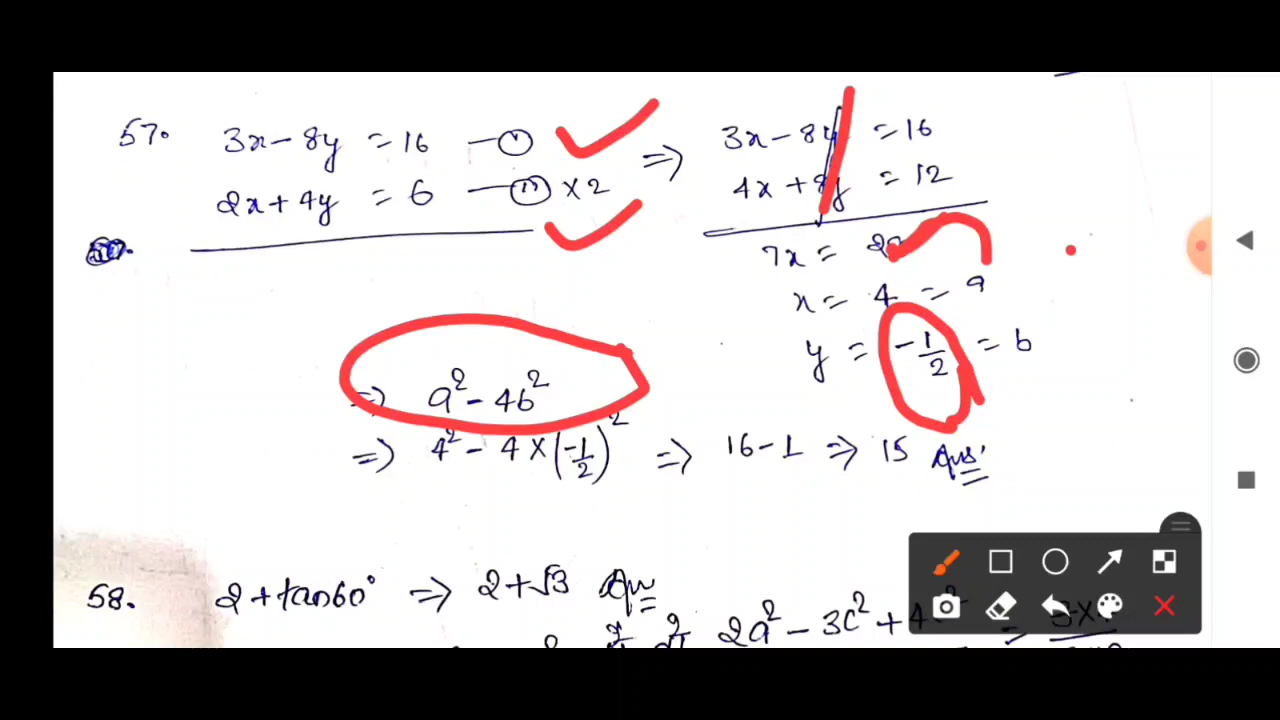 57. 3x - 8y = 16 —(i)
2x + 4y = 6 —(ii) × 2
=> 3x - 8y = 16
4x + 8y = 12
7x =
x = 4 = a
y = -1/2 = b
=> a² - 4b²
=> 4² - 4 × (-1/2)² => 16 - 1 => 15 Ans:
58. 2 + tan60° => 2 + √3 Ans
2a² - 3c² + 4